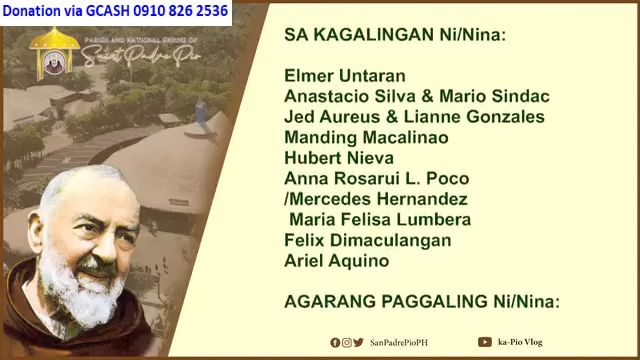 Donation via GCASH 0910 826 2536
PARISH AND NATIONAL SHRINE OF
Saint Padre Pio
SA KAGALINGAN Ni/Nina:
Elmer Untaran
Anastacio Silva & Mario Sindac
Jed Aureus & Lianne Gonzales
Manding Macalinao
Hubert Nieva
Anna Rosarui L. Poco
/Mercedes Hernandez
Maria Felisa Lumbera
Felix Dimaculangan
Ariel Aquino
AGARANG PAGGALING Ni/Nina:
SanPadrePioPH
ka-Pio Vlog